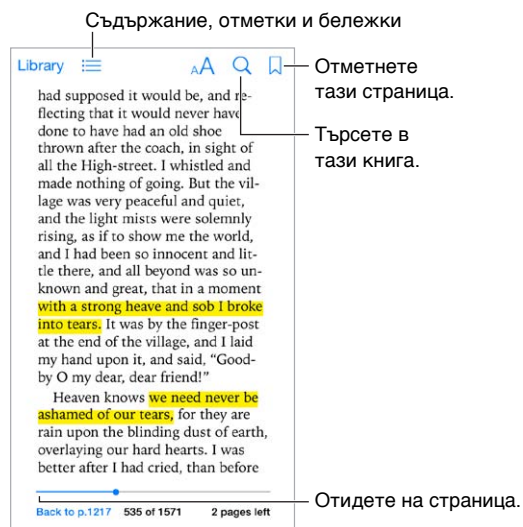 Съдържание, отметки и бележки
Library AA
Отметнете
тази страница.
Търсете в
тази книга.
had supposed it would be, and re-
flecting that it would never have
done to have had an old shoe
thrown after the coach, in sight of
all the High-street. I whistled and
made nothing of going. But the vil-
lage was very peaceful and quiet,
and the light mists were solemnly
rising, as if to show me the world,
and I had been so innocent and lit-
tle there, and all beyond was so un-
known and great, that in a moment
with a strong heave and sob I broke
into tears. It was by the finger-post
at the end of the village, and I laid
my hand upon it, and said, “Good-
by O my dear, dear friend!”
Heaven knows we need never be
ashamed of our tears, for they are
rain upon the blinding dust of earth,
overlaying our hard hearts. I was
better after I had cried, than before
Back to p.1217 535 of 1571 2 pages left
Отидете на страница.